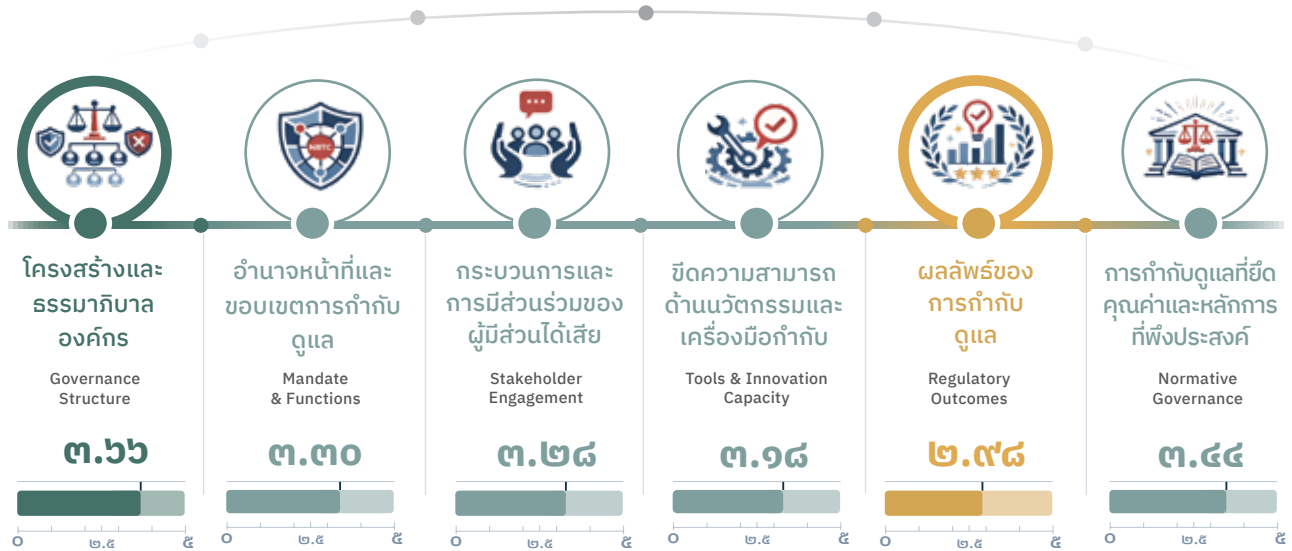 NBTC
โครงสร้างและ
ธรรมาภิบาล
องค์กร
Governance
Structure
๓.๖๖
๐ ๒.๕ ๕
อำนาจหน้าที่และ
ขอบเขตการกำกับ
ดูแล
Mandate
& Functions
๓.๓๐
๐ ๒.๕ ๕
กระบวนการและ
การมีส่วนร่วมของ
ผู้มีส่วนได้เสีย
Stakeholder
Engagement
๓.๒๘
๐ ๒.๕ ๕
ขีดความสามารถ
ด้านนวัตกรรมและ
เครื่องมือกำกับ
Tools & Innovation
Capacity
๓.๑๘
๐ ๒.๕ ๕
ผลลัพธ์ของ
การกำกับ
ดูแล
Regulatory
Outcomes
๒.๙๘
๐ ๒.๕ ๕
การกำกับดูแลที่ยึด
คุณค่าและหลักการ
ที่พึงประสงค์
Normative
Governance
๓.๔๔
๐ ๒.๕ ๕